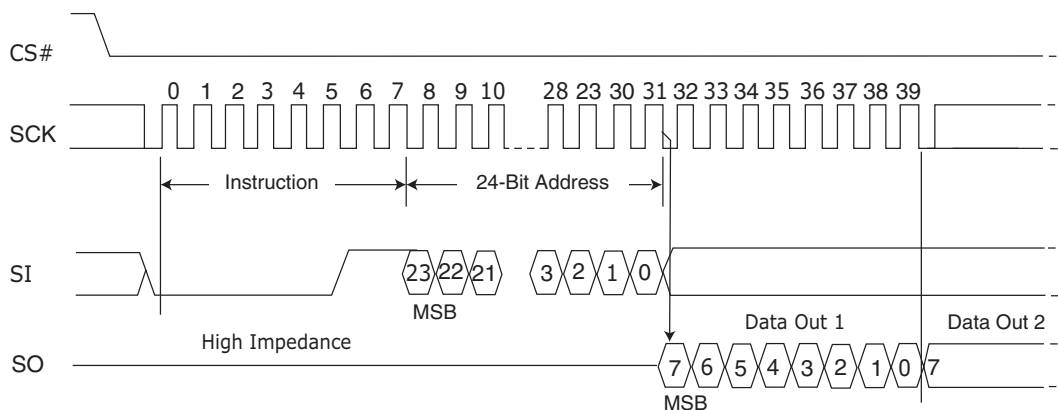 CS#
0 1 2 3 4 5 6 7 8 9 10 28 23 30 31 32 33 34 35 36 37 38 39
SCK
Instruction 24-Bit Address
SI 23 22 21 3 2 1 0
MSB
High Impedance Data Out 1 Data Out 2
SO 7 6 5 4 3 2 1 0 7
MSB